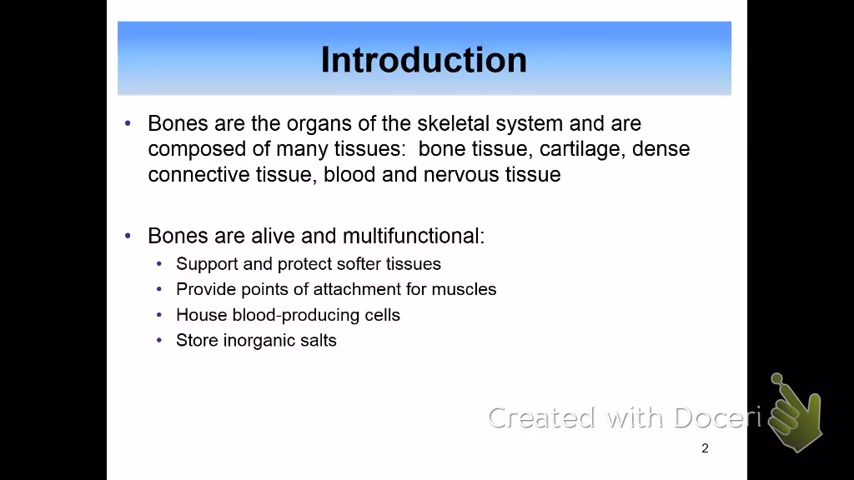 Introduction
• Bones are the organs of the skeletal system and are
composed of many tissues:  bone tissue, cartilage, dense
connective tissue, blood and nervous tissue
• Bones are alive and multifunctional:
• Support and protect softer tissues
• Provide points of attachment for muscles
• House blood-producing cells
• Store inorganic salts
Created with Doceri
2